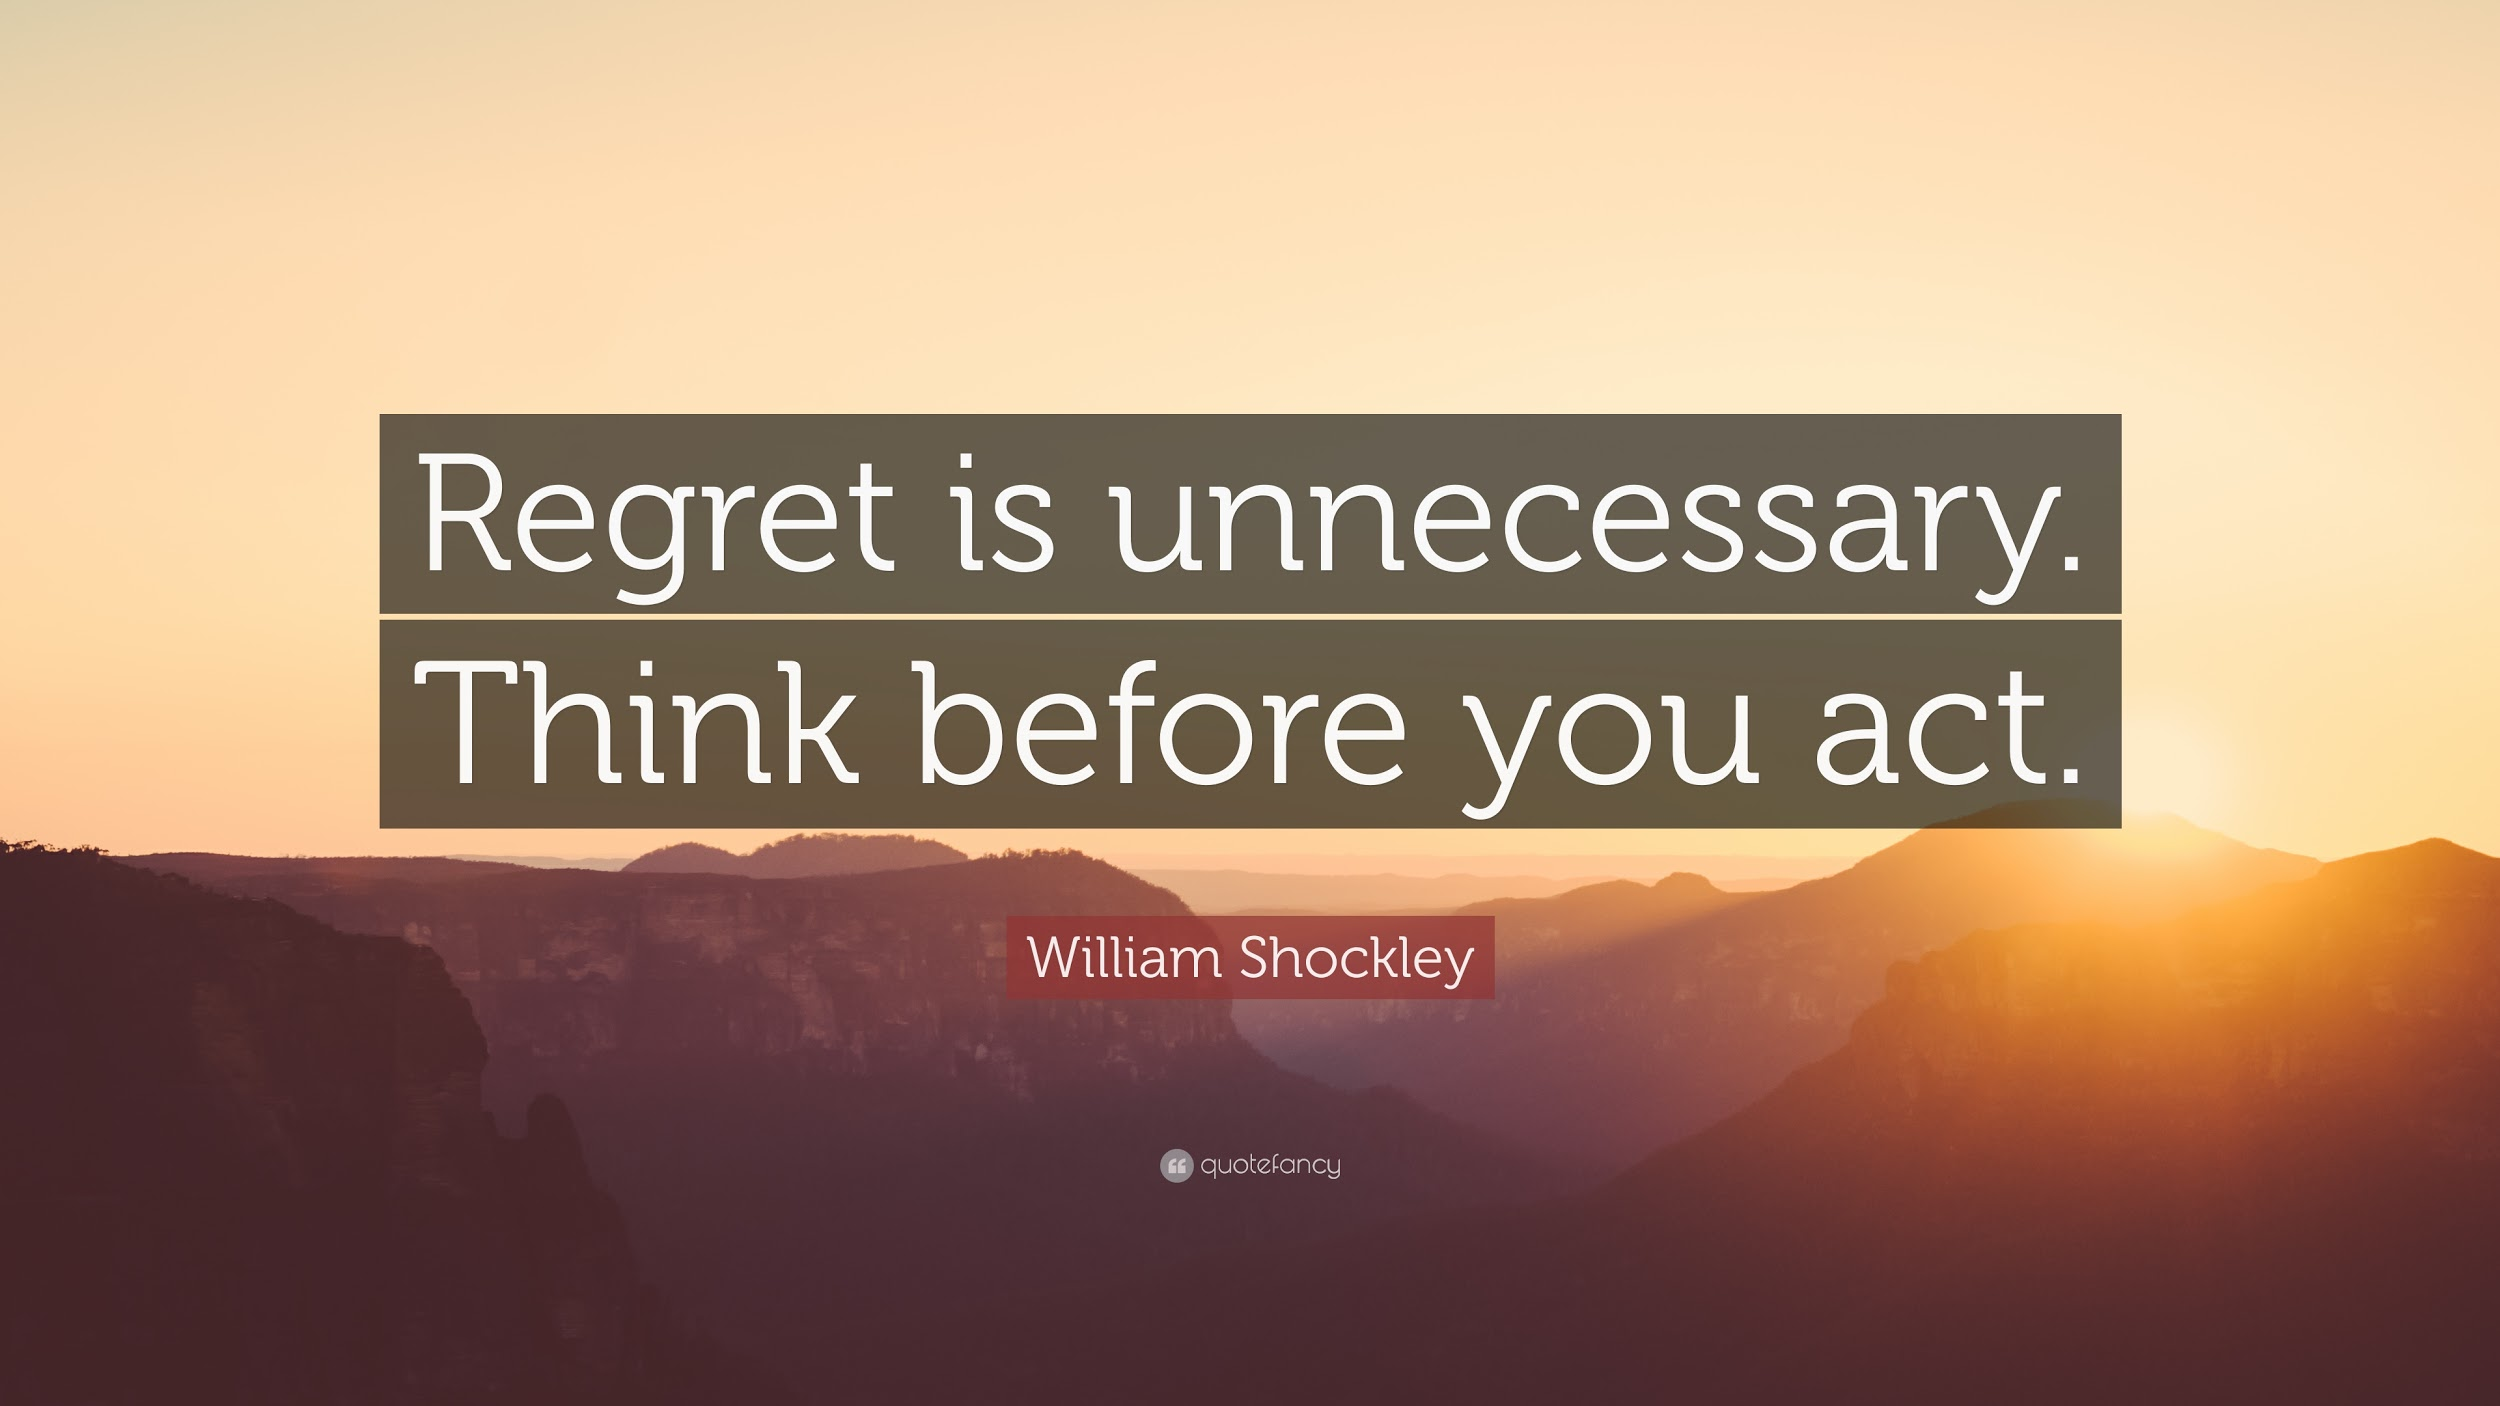 Regret is unnecessary.
Think before you act.
William Shockley
quotefancy